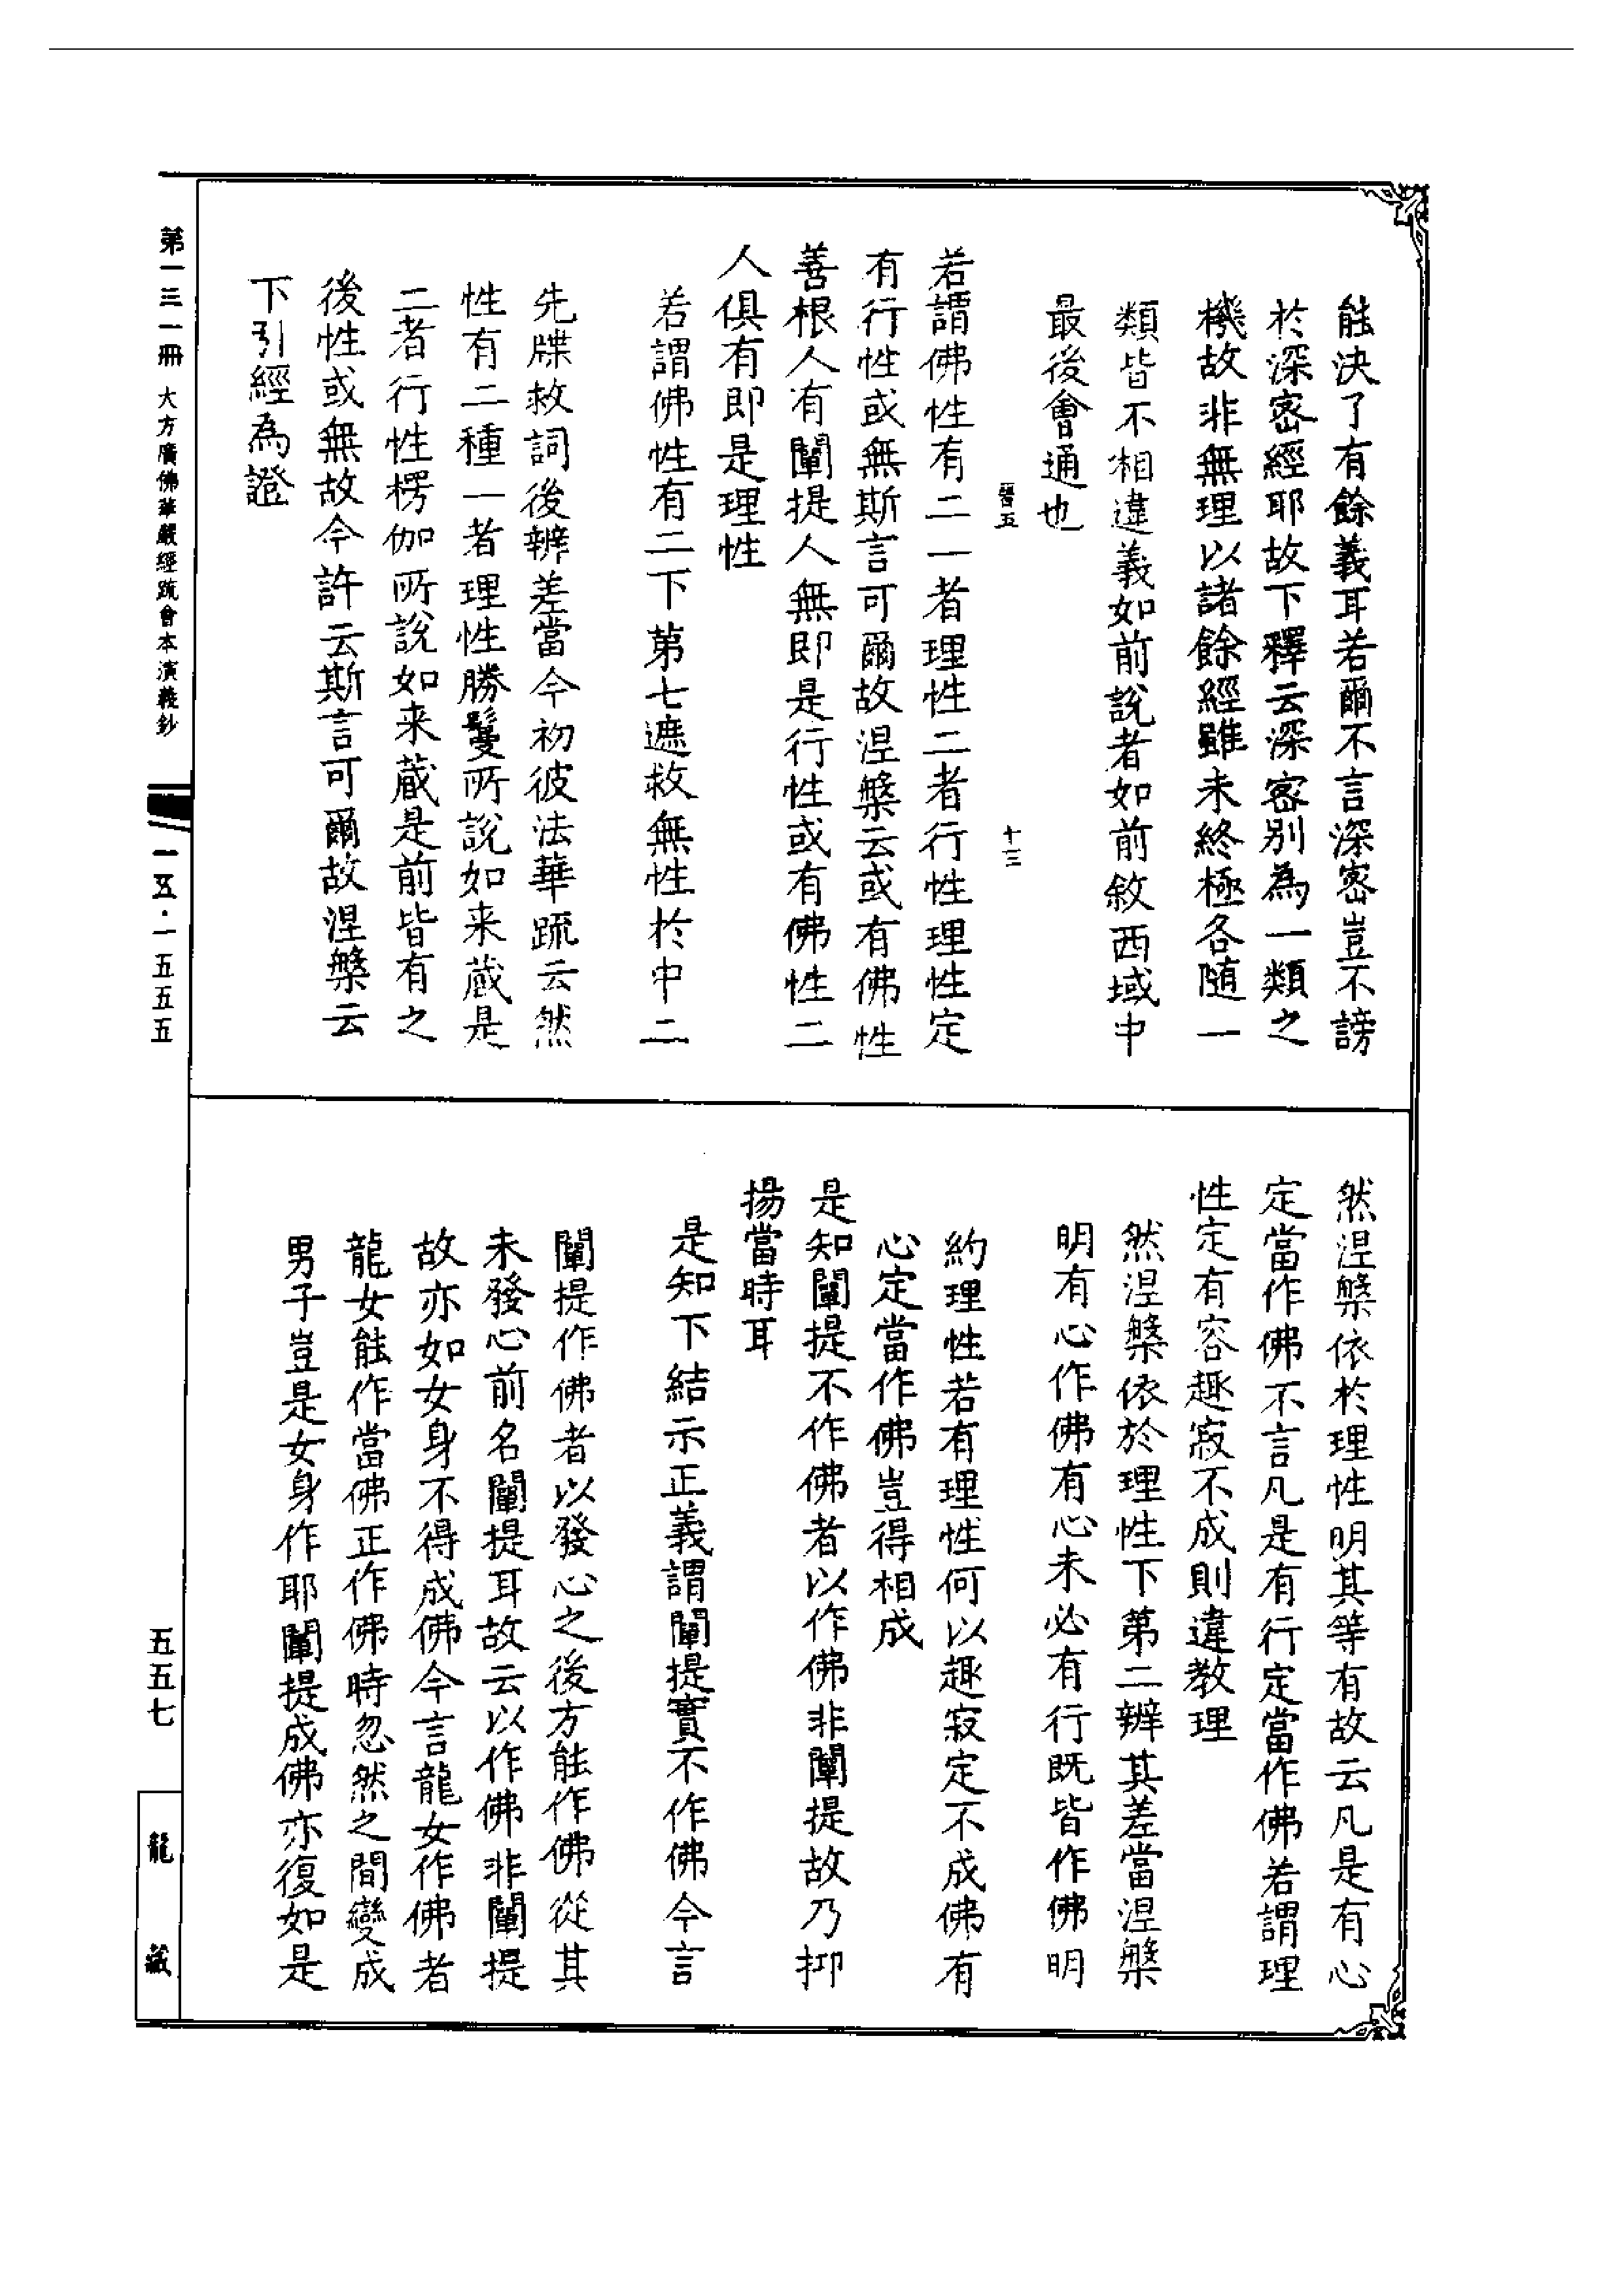 能決了有餘義耳若爾不言深密豈不謗
於深密經耶故下釋云深密別為一類之
機故非無理以諸餘經雖未終極各随一
類皆不相違義如前說者如前敘西域中
最後會通也
十三
若謂佛性有二一者理性二者行性理性定
有行性或無斯言可爾故涅槃云或有佛性
善根人有闡提人無即是行性或有佛性二
人俱有即是理性
若謂佛性有二下第七遮救無性於中二
先牒救詞後辨差當今初彼法華疏云然
性有二種一者理性勝鬘所說如来蔵是
二者行性楞伽所說如来蔵是前皆有之
後性或無故今許云斯言可爾故涅槃云
下引經為證
然涅槃依於理性明其等有故云凡是有心
定當作佛不言凡是有行定當作佛若謂理
性定有容趣寂不成則違教理
然涅槃依於理性下第二辨其差當涅槃
明有心作佛有心未必有行既皆作佛明
約理性若有理性何以趣寂定不成佛有
心定當作佛豈得相成
是知闡提不作佛者以作佛非闡提故乃抑
揚當時耳
是知下結示正義謂闡提實不作佛今言
闡提作佛者以發心之後方能作佛從其
未發心前名闡提耳故云以作佛非闡提
故亦如女身不得成佛今言龍女作佛者
龍女能作當佛正作佛時忽然之間變成
男子豈是女身作耶闡提成佛亦復如是
第一三一冊 大方廣佛華嚴經疏會本演義鈔
一五·一五五五
五五七
龍藏